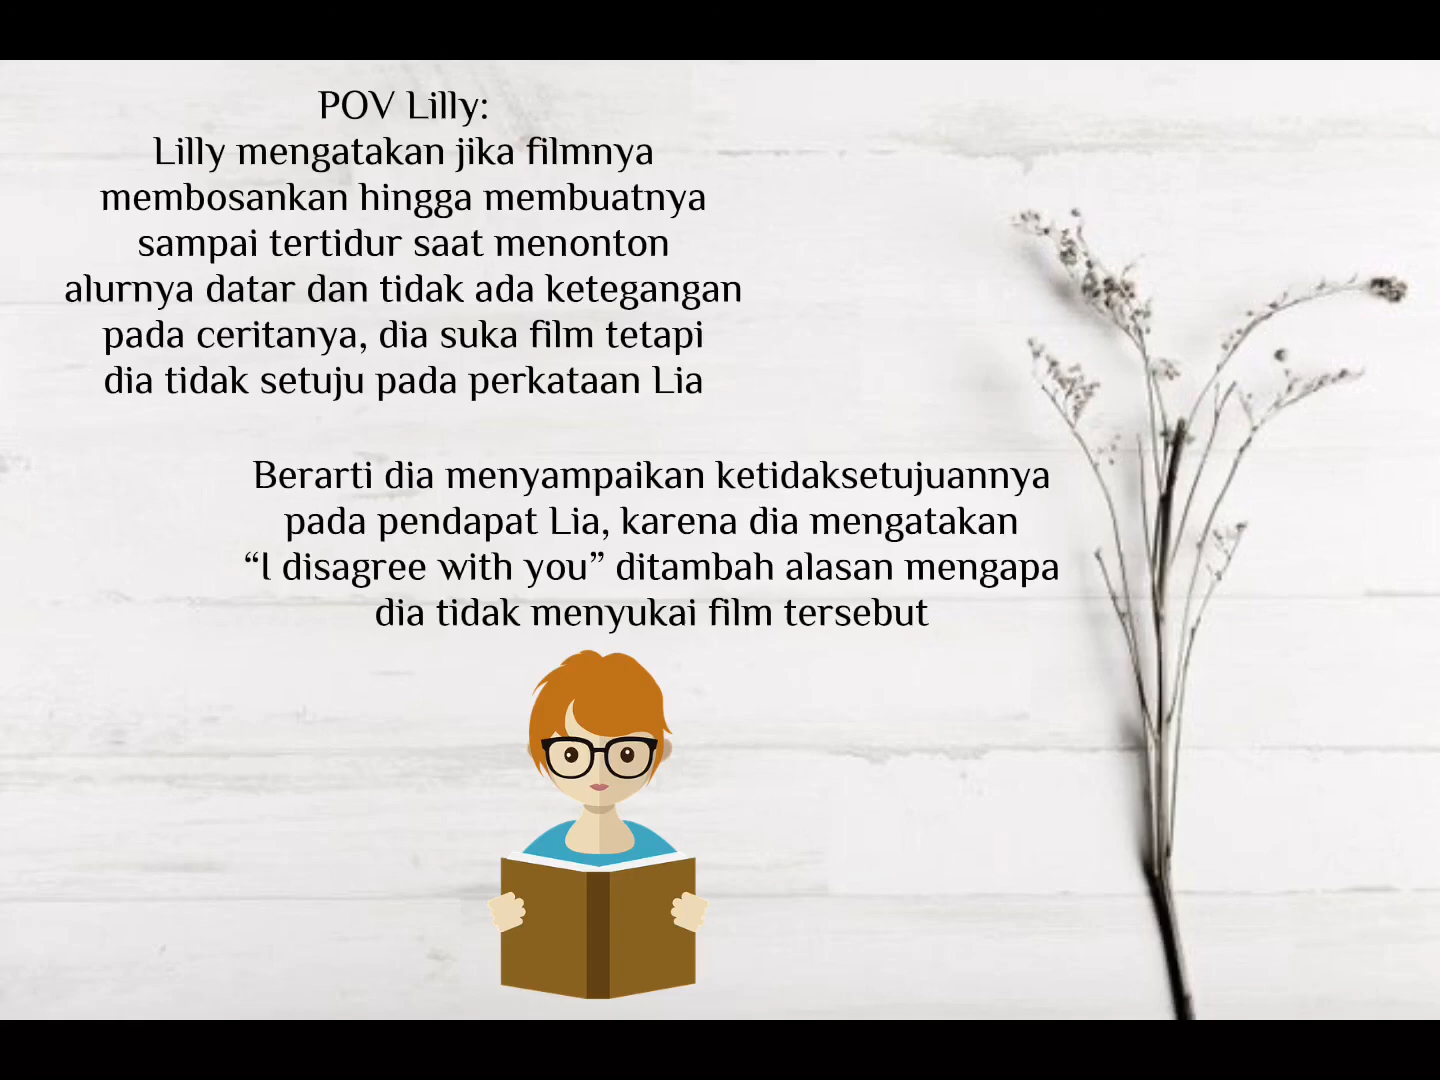 POV Lilly:
Lilly mengatakan jika filmnya
membosankan hingga membuatnya
sampai tertidur saat menonton
alurnya datar dan tidak ada ketegangan
pada ceritanya, dia suka film tetapi
dia tidak setuju pada perkataan Lia
Berarti dia menyampaikan ketidaksetujuannya
pada pendapat Lia, karena dia mengatakan
“I disagree with you” ditambah alasan mengapa
dia tidak menyukai film tersebut